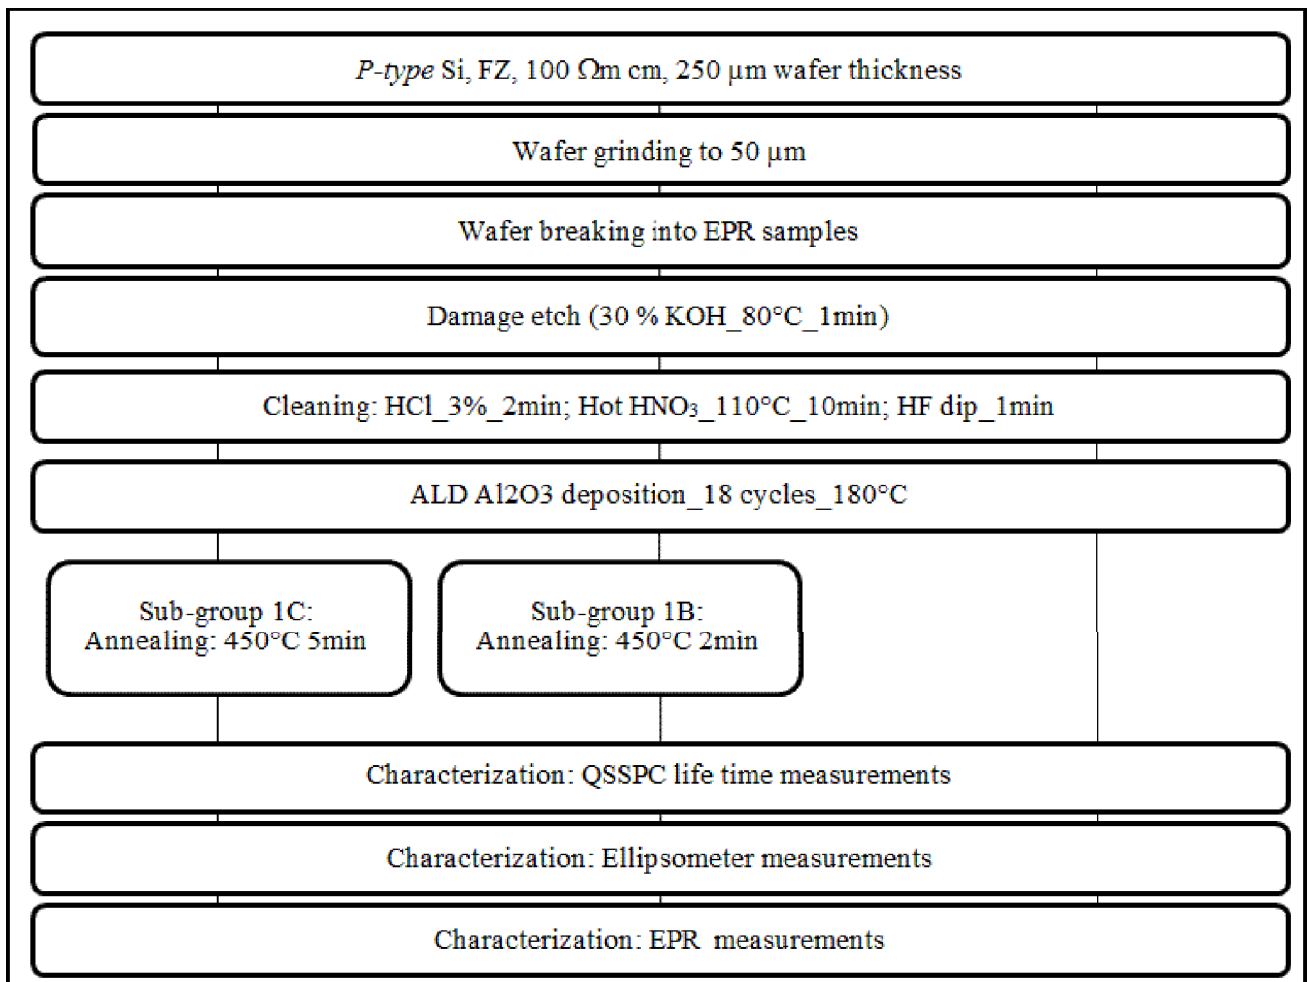 P-type Si, FZ, 100 Ωm cm, 250 µm wafer thickness
Wafer grinding to 50 µm
Wafer breaking into EPR samples
Damage etch (30 % KOH_80°C_1min)
Cleaning: HCl_3%_2min; Hot HNO₃_110°C_10min; HF dip_1min
ALD Al2O3 deposition_18 cycles_180°C
Sub-group 1C:
Annealing: 450°C 5min
Sub-group 1B:
Annealing: 450°C 2min
Characterization: QSSPC life time measurements
Characterization: Ellipsometer measurements
Characterization: EPR measurements